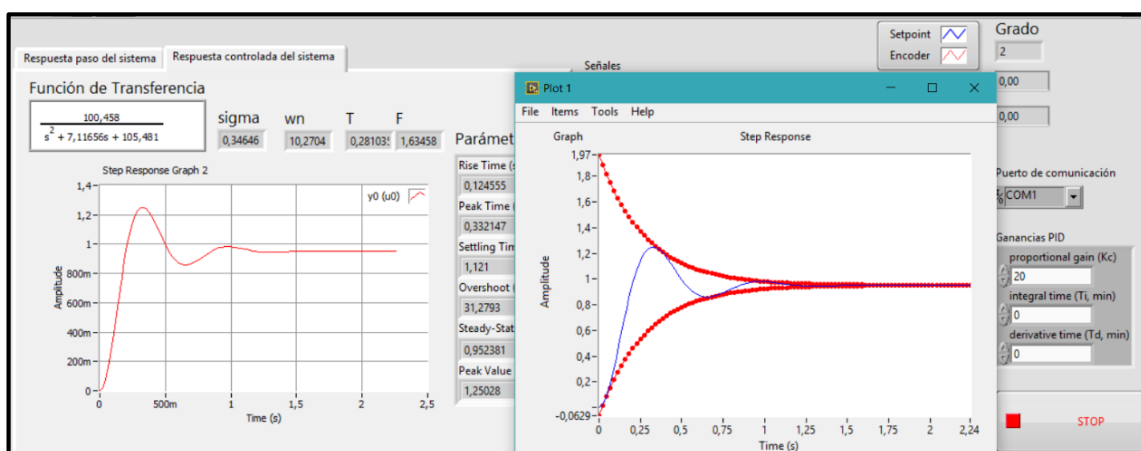 Respuesta paso del sistema
Respuesta controlada del sistema
Función de Transferencia
100,458
s2 + 7,11656s + 105,481
sigma wn T F
0,34646 10,2704 0,28103 1,63458
Step Response Graph 2
y0 (u0)
1,4
1,2
1
800m
600m
400m
200m
0
Amplitude
0 500m 1 1,5 2 2,5
Time (s)
Parámet
Rise Time (s
0,124555
Peak Time (
0,332147
Settling Tim
1,121
Overshoot (
31,2793
Steady-Stat
0,952381
Peak Value
1,25028
Señales
Setpoint
Encoder
Plot 1
File Items Tools Help
Graph
Step Response
1,97
1,8
1,6
1,4
1,2
1
0,8
0,6
0,4
0,2
-0,0629
Amplitude
0 0,25 0,5 0,75 1 1,25 1,5 1,75 2 2,24
Time (s)
Grado
2
0,00
0,00
Puerto de comunicación
COM1
Ganancias PID
proportional gain (Kc)
20
integral time (Ti, min)
0
derivative time (Td, min)
0
STOP